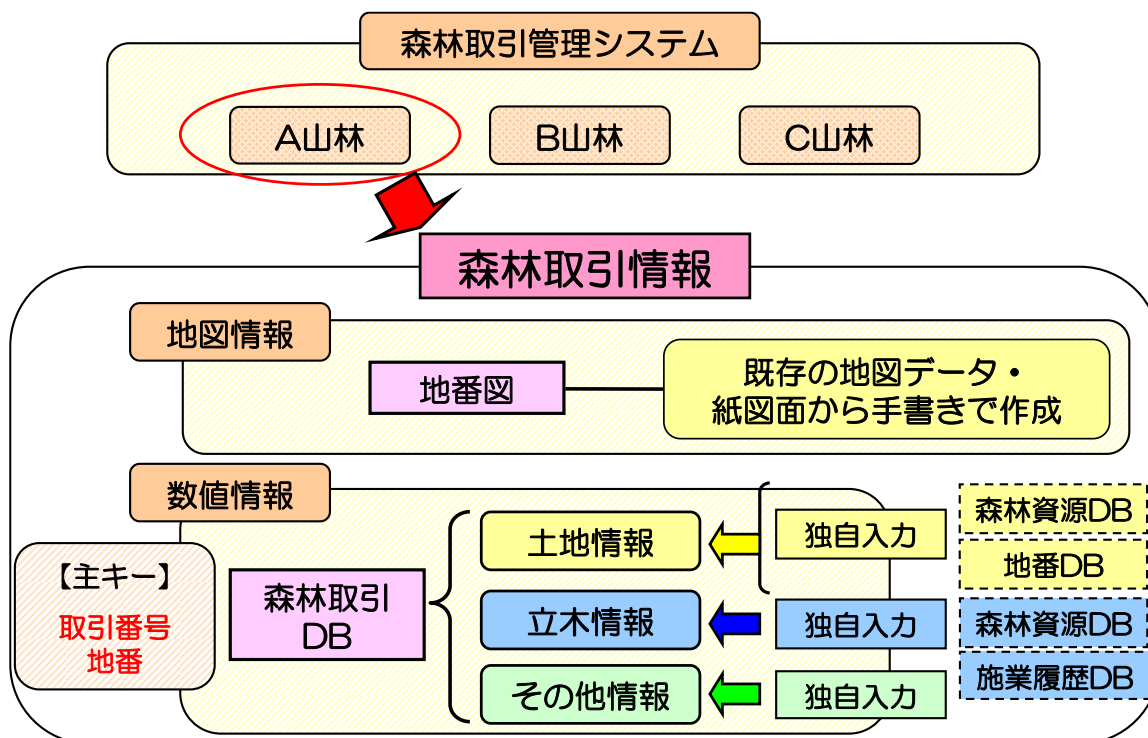 森林取引管理システム
A山林
B山林
C山林
森林取引情報
地図情報
地番図
既存の地図データ・
紙図面から手書きで作成
数値情報
【主キー】
取引番号
地番
森林取引
DB
土地情報
独自入力
森林資源DB
地番DB
立木情報
独自入力
森林資源DB
施業履歴DB
その他情報
独自入力